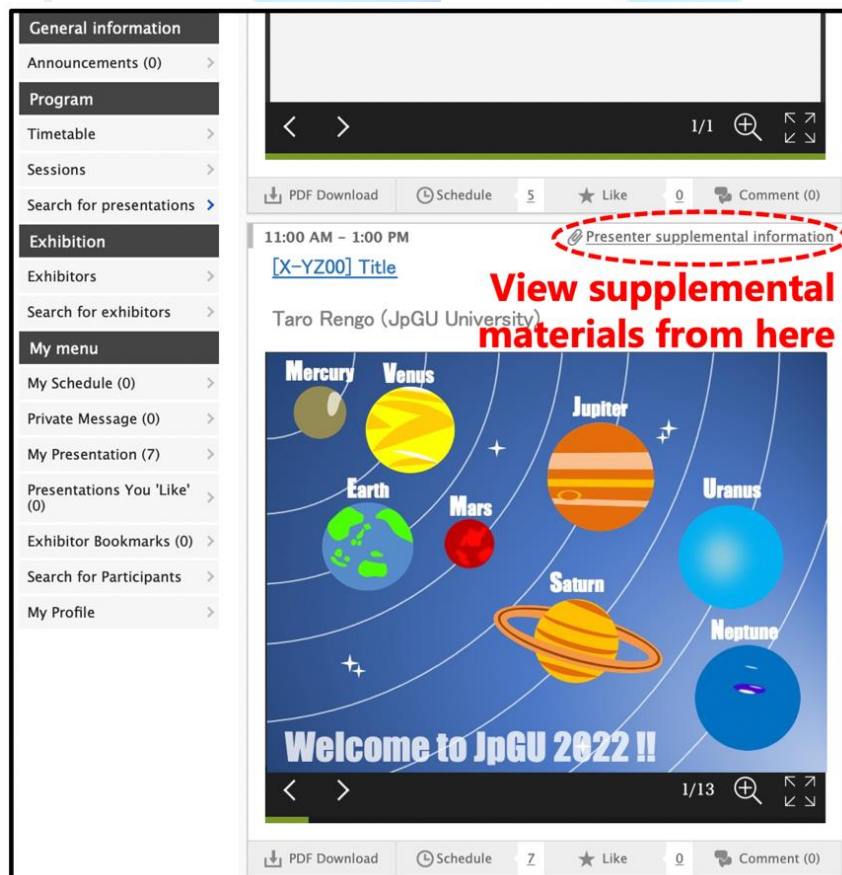 General information
Announcements (0)
Program
Timetable
Sessions
Search for presentations
Exhibition
Exhibitors
Search for exhibitors
My menu
My Schedule (0)
Private Message (0)
My Presentation (7)
Presentations You 'Like'
(0)
Exhibitor Bookmarks (0)
Search for Participants
My Profile
1/1
PDF Download Schedule 5 Like 0 Comment (0)
11:00 AM – 1:00 PM Presenter supplemental information
[X-YZ00] Title
View supplemental
materials from here
Taro Rengo (JpGU University)
Mercury
Venus
Jupiter
Earth
Mars
Uranus
Saturn
Neptune
Welcome to JpGU 2022 !!
1/13
PDF Download Schedule 7 Like 0 Comment (0)